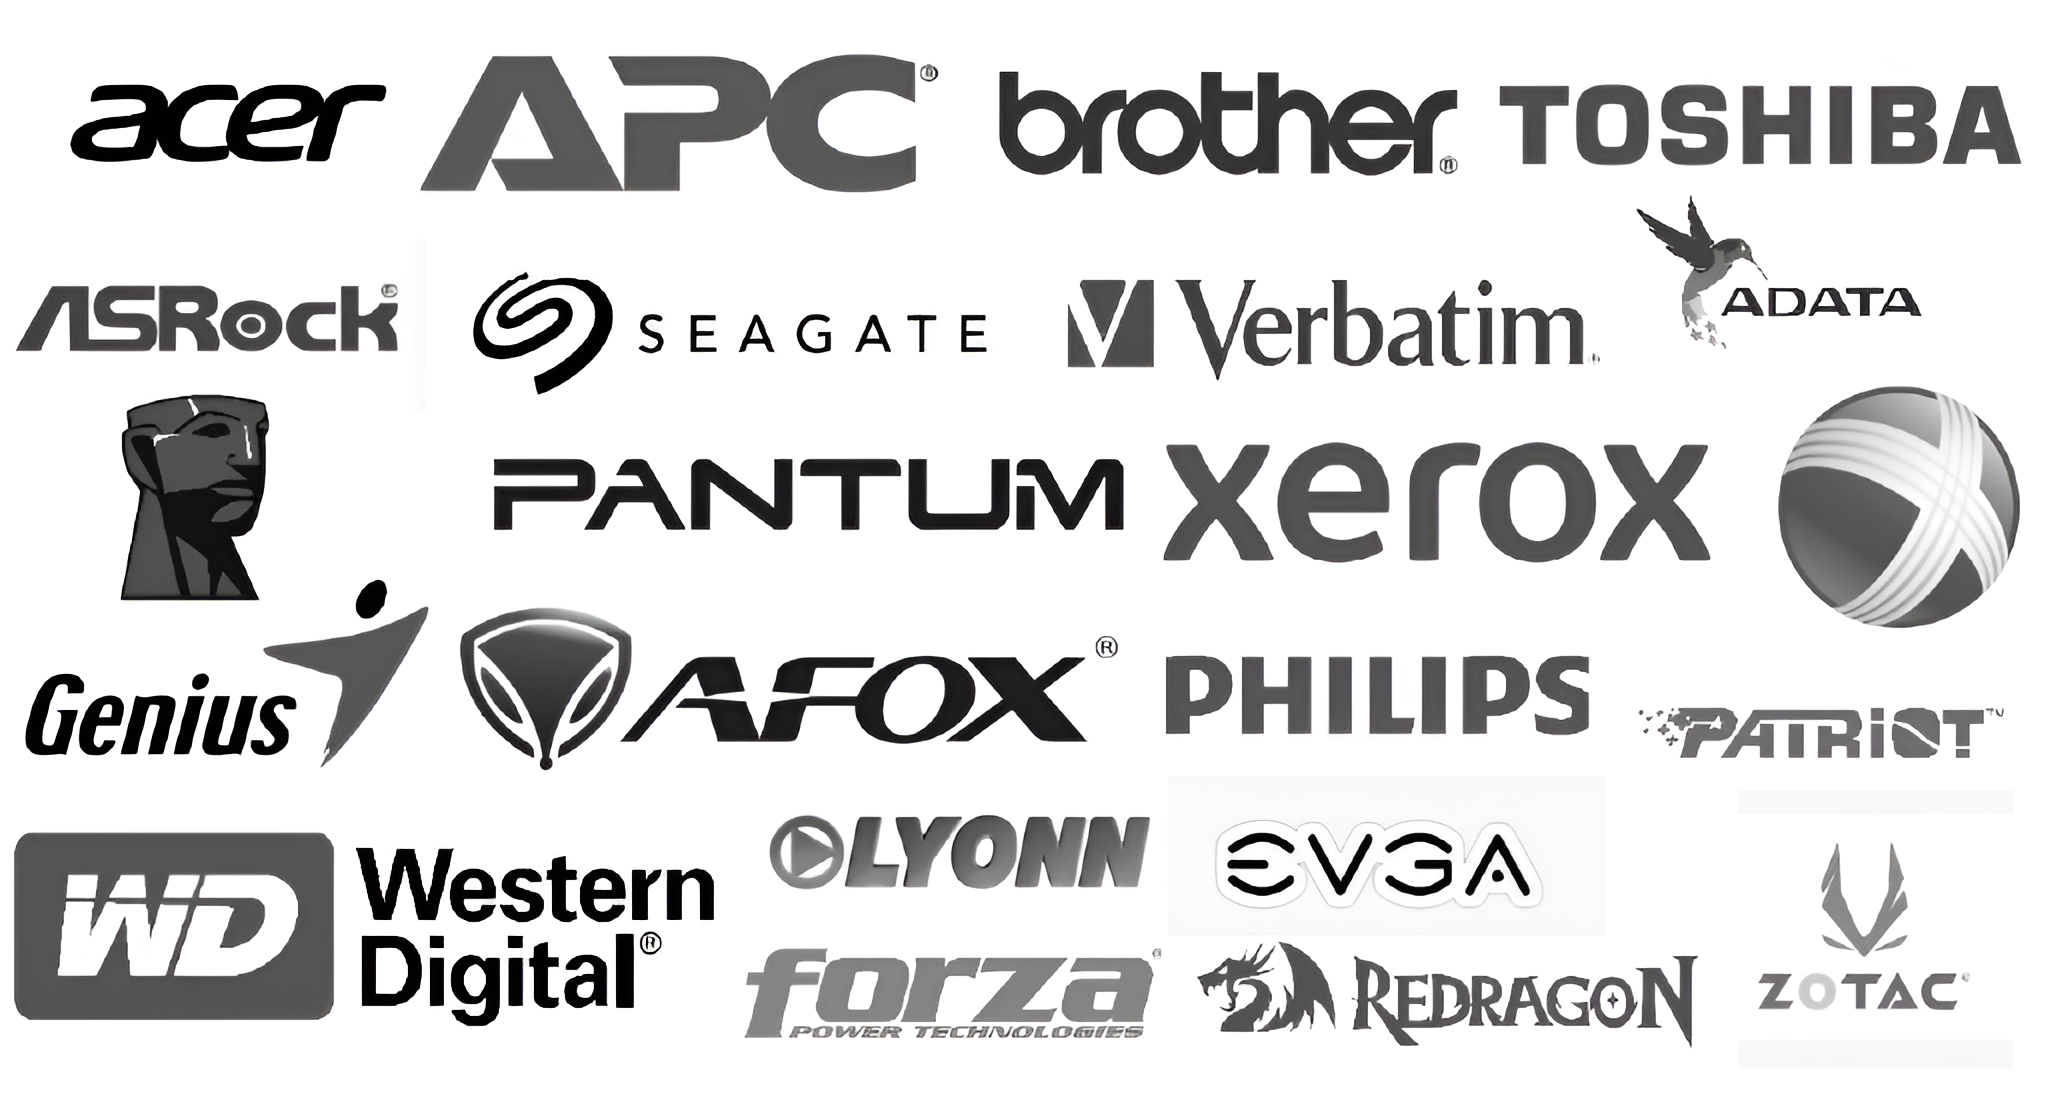 acer
APC®
brother®
TOSHIBA
ASRock®
SEAGATE
V Verbatim
ADATA
PANTUM
xerox
Genius
AFOX®
PHILIPS
PATRIOT™
WD
Western
Digital®
LYONN
EVGA
forza®
POWER TECHNOLOGIES
REDRAGON
ZOTAC®